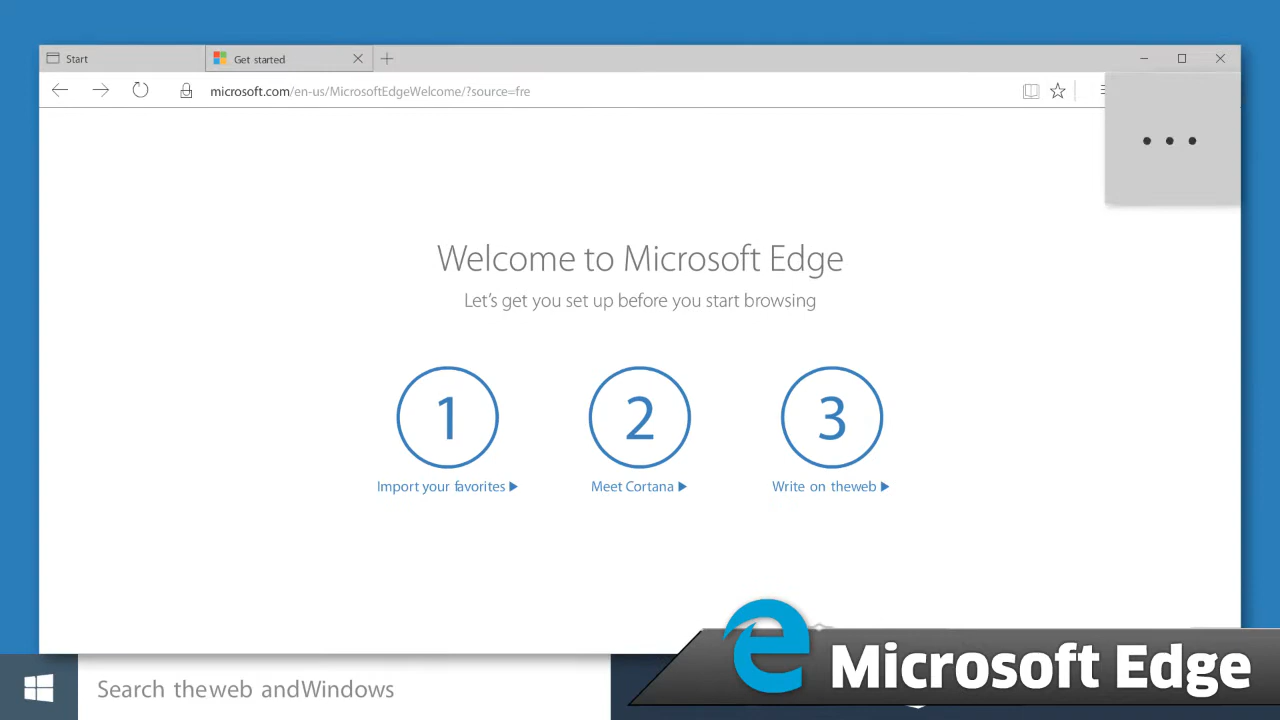 Start
Get started
microsoft.com/en-us/MicrosoftEdgeWelcome/?source=fre
Welcome to Microsoft Edge
Let's get you set up before you start browsing
1 2 3
Import your favorites Meet Cortana Write on theweb
Microsoft Edge
Search theweb andWindows